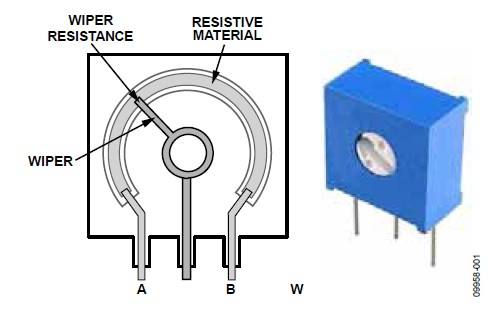 WIPER
RESISTANCE
RESISTIVE
MATERIAL
WIPER
A B W
09958-001